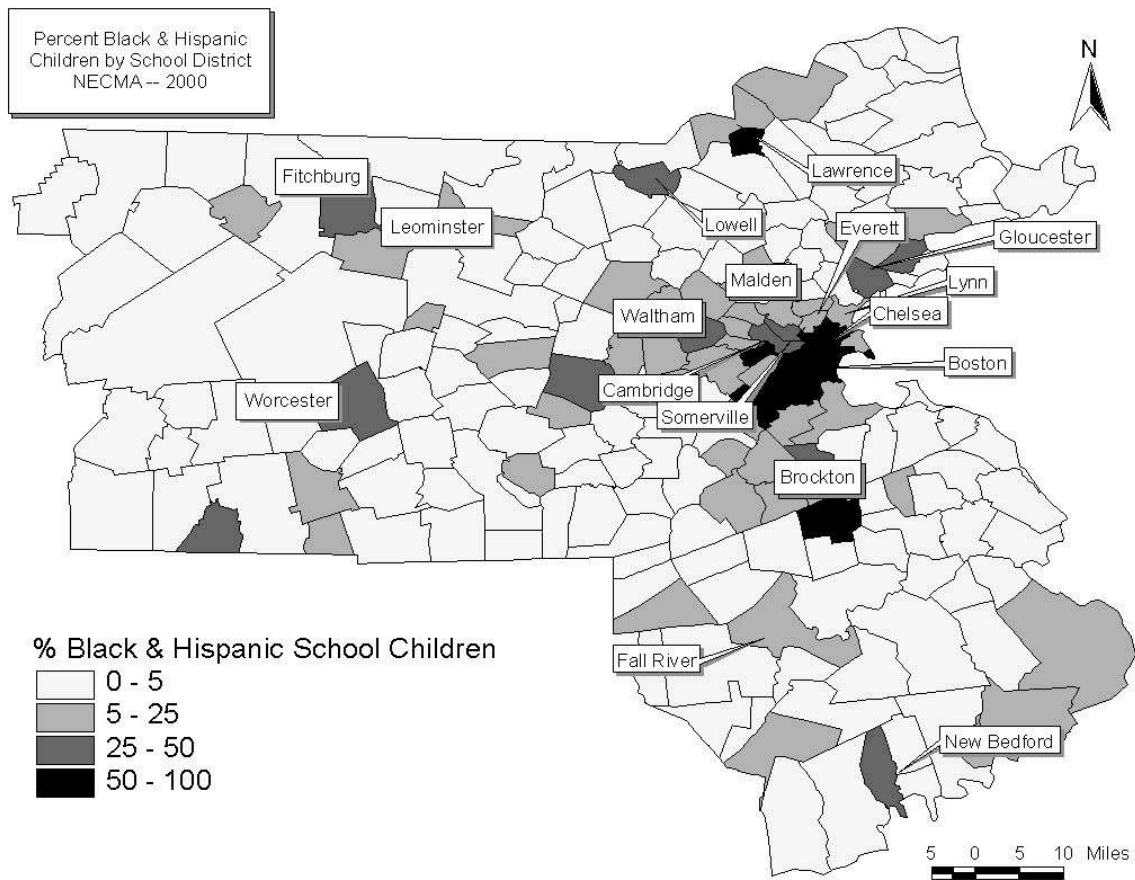 Percent Black & Hispanic
Children by School District
NECMA -- 2000
N
Lawrence
Fitchburg
Leominster
Lowell
Everett
Gloucester
Malden
Lynn
Chelsea
Waltham
Boston
Cambridge
Worcester
Somerville
Brockton
% Black & Hispanic School Children
0 - 5
5 - 25
25 - 50
50 - 100
Fall River
New Bedford
5 0 5 10 Miles